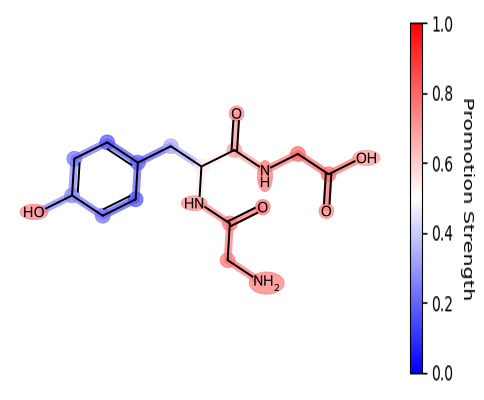 1.0
O
0.8
OH
N
H
HO
HN
O
O
0.6
NH2
0.4
0.2
0.0
Promotion Strength